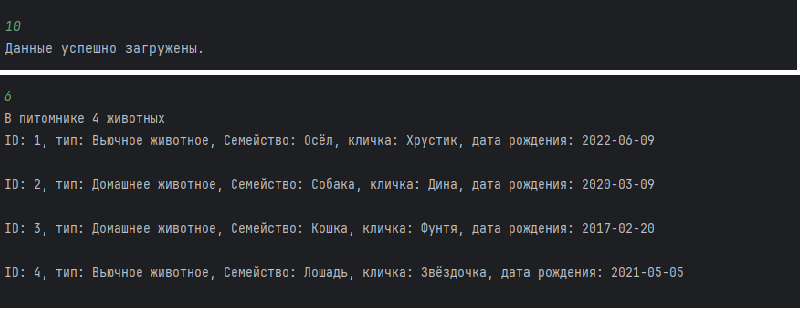 10
Данные успешно загружены.
6
В питомнике 4 животных
ID: 1, тип: Вьючное животное, Семейство: Осёл, кличка: Хрустик, дата рождения: 2022-06-09
ID: 2, тип: Домашнее животное, Семейство: Собака, кличка: Дина, дата рождения: 2020-03-09
ID: 3, тип: Домашнее животное, Семейство: Кошка, кличка: Фунтя, дата рождения: 2017-02-20
ID: 4, тип: Вьючное животное, Семейство: Лошадь, кличка: Звёздочка, дата рождения: 2021-05-05